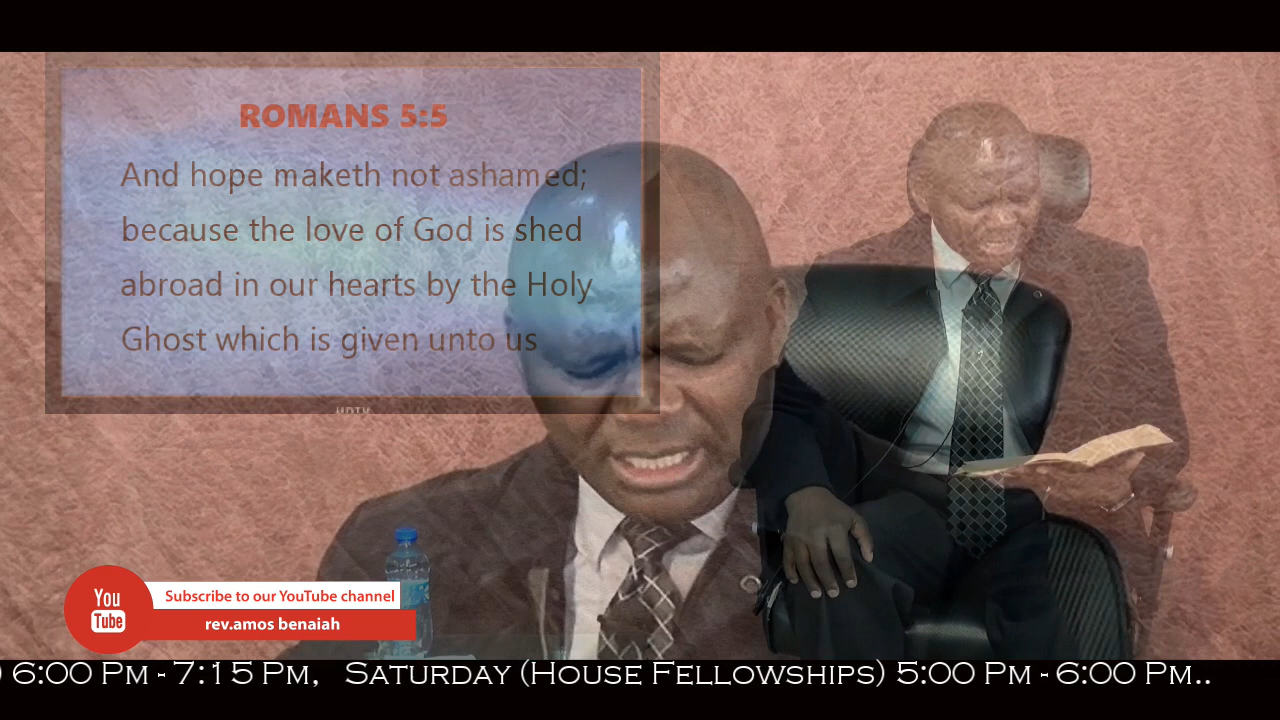 ROMANS 5:5
And hope maketh not ashamed;
because the love of God is shed
abroad in our hearts by the Holy
Ghost which is given unto us
HDTV
You
Tube
Subscribe to our YouTube channel
rev.amos benaiah
) 6:00 Pm - 7:15 Pm, Saturday (House Fellowships) 5:00 Pm - 6:00 Pm..